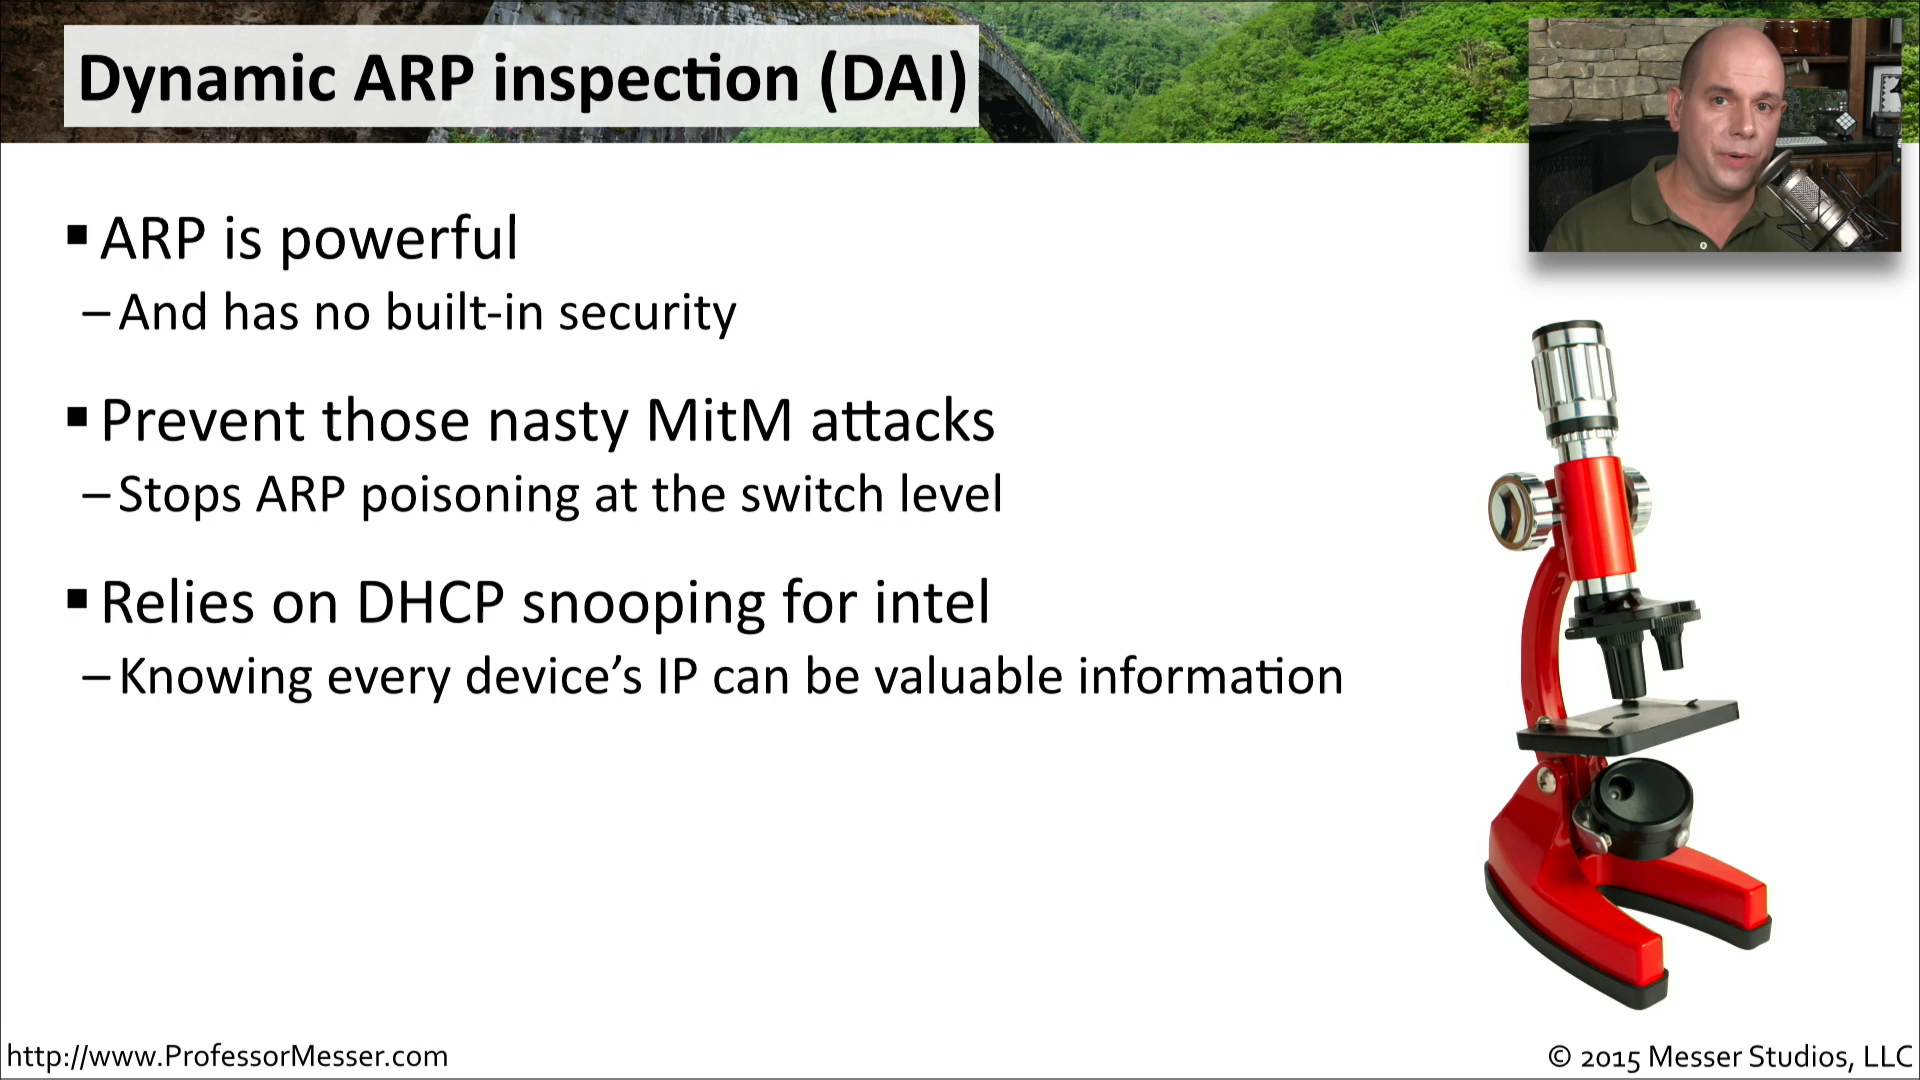 Dynamic ARP inspection (DAI)
▪ ARP is powerful
– And has no built-in security
▪ Prevent those nasty MitM attacks
– Stops ARP poisoning at the switch level
▪ Relies on DHCP snooping for intel
– Knowing every device’s IP can be valuable information
http://www.ProfessorMesser.com
© 2015 Messer Studios, LLC